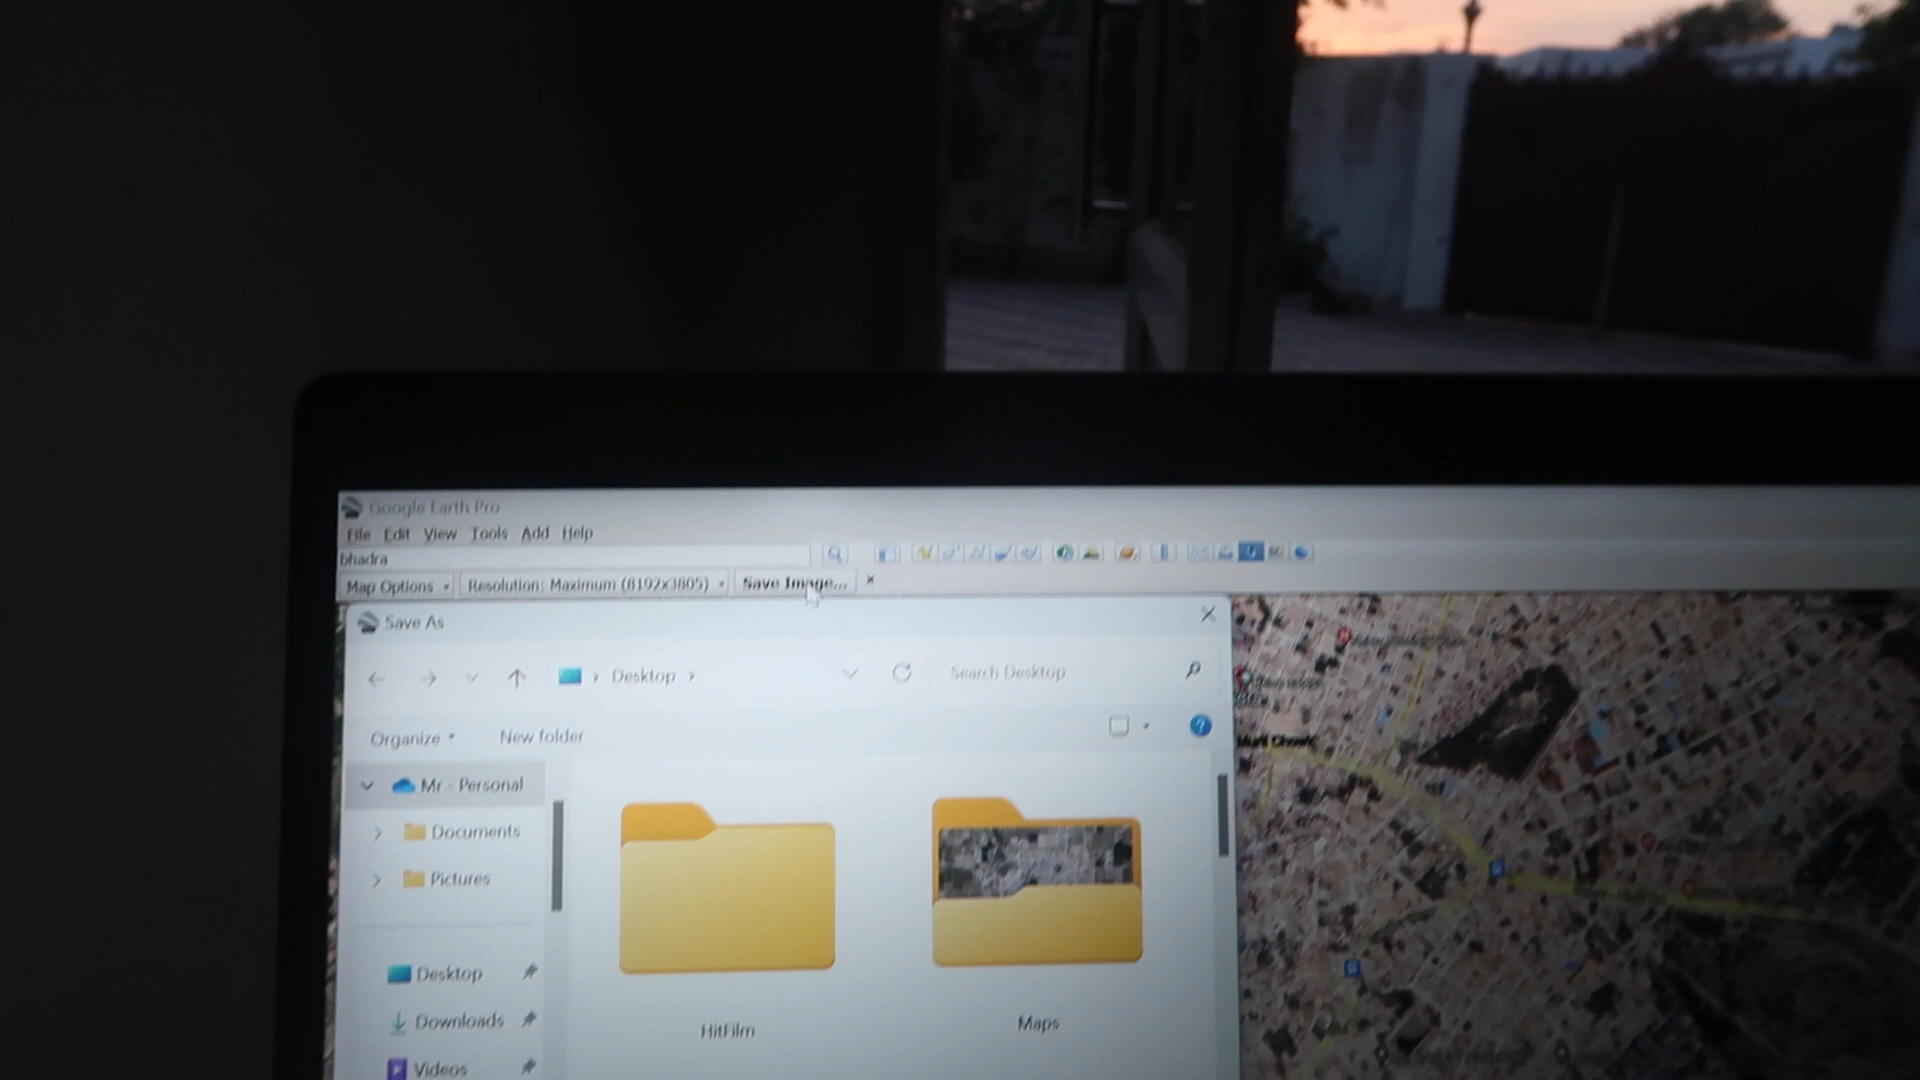 Google Earth Pro
File Edit View Tools Add Help
bhadra
Map Options Resolution: Maximum (8192x3805) Save Image...
Save As
Desktop
Search Desktop
Organize
New folder
Mr - Personal
Documents
Pictures
Desktop
Downloads
Videos
HitFilm
Maps